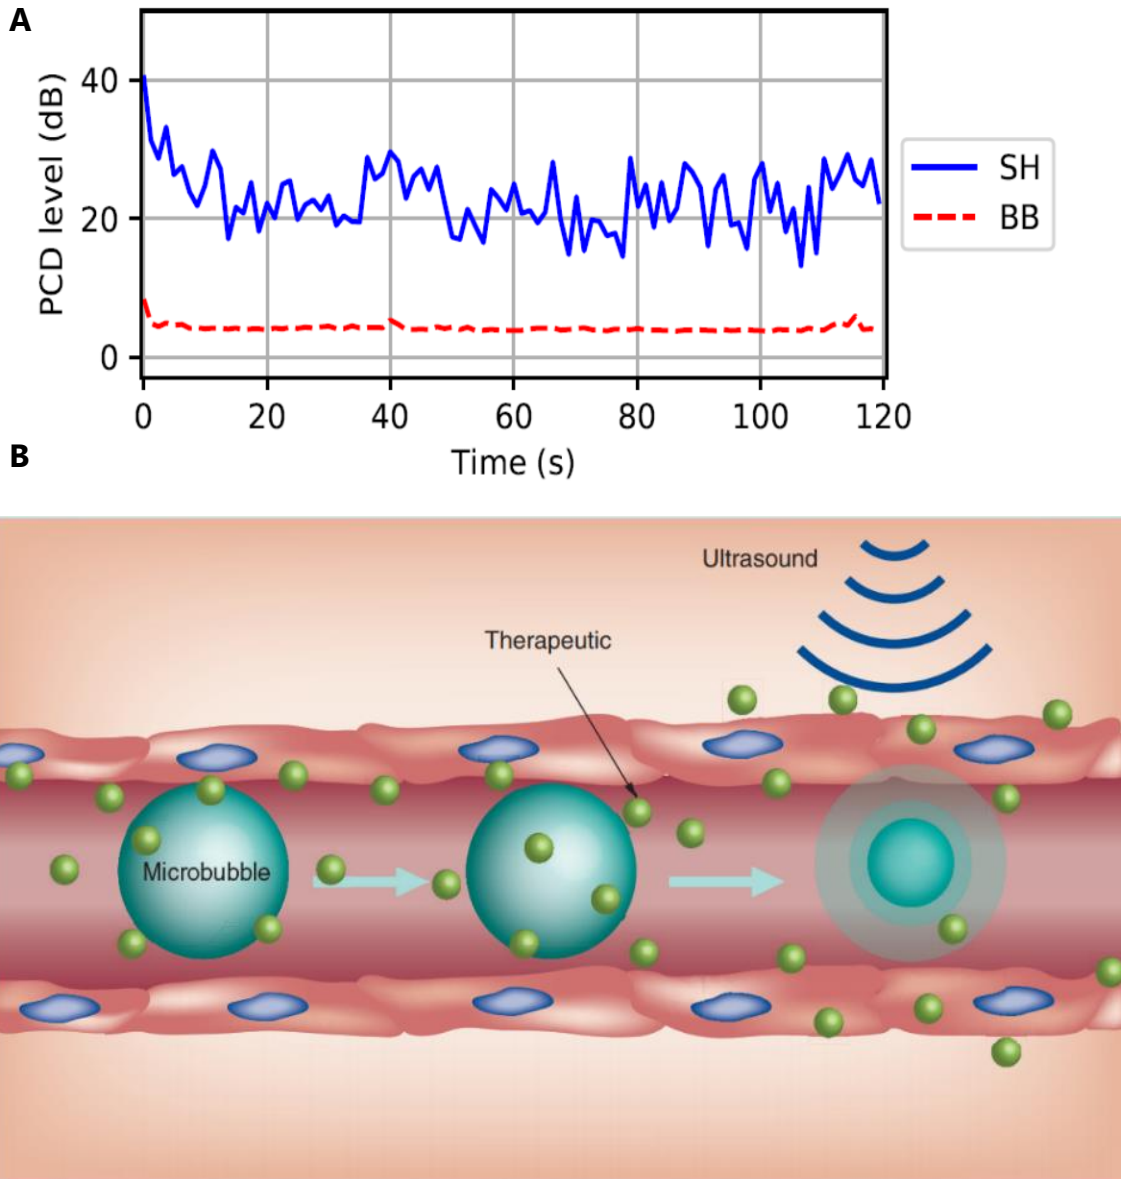 A
PCD level (dB)
40
20
0
0 20 40 60 80 100 120
Time (s)
SH
BB
B
Ultrasound
Therapeutic
Microbubble